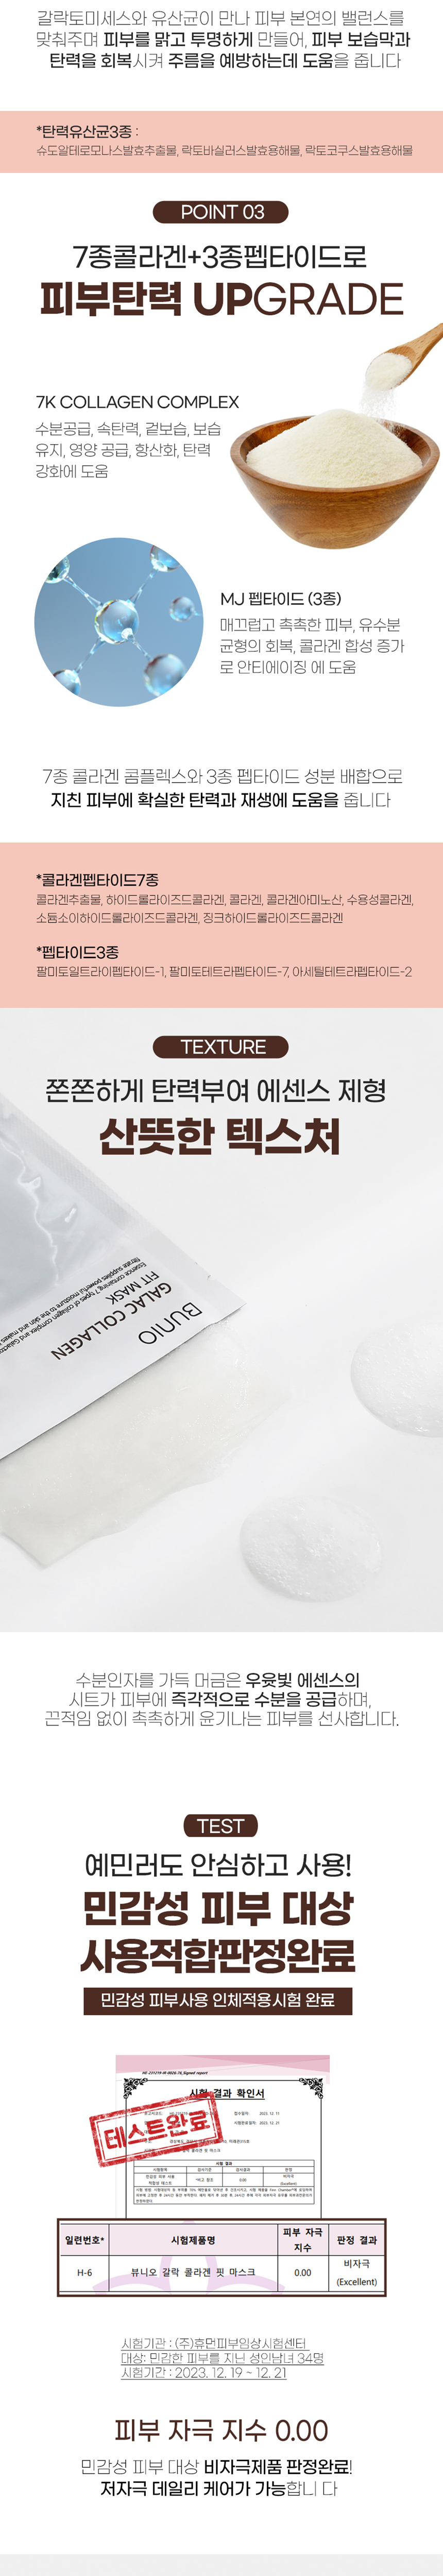 갈락토미세스와 유산균이 만나 피부 본연의 밸런스를
맞춰주며 피부를 맑고 투명하게 만들어, 피부 보습막과
탄력을 회복시켜 주름을 예방하는데 도움을 줍니다
*탄력유산균3종 :
슈도알테로모나스발효추출물, 락토바실러스발효용해물, 락토코쿠스발효용해물
POINT 03
7종콜라겐+3종펩타이드로
피부탄력 UPGRADE
7K COLLAGEN COMPLEX
수분공급, 속탄력, 겉보습, 보습
유지, 영양 공급, 항산화, 탄력
강화에 도움
MJ 펩타이드 (3종)
매끄럽고 촉촉한 피부, 유수분
균형의 회복, 콜라겐 합성 증가
로 안티에이징 에 도움
7종 콜라겐 콤플렉스와 3종 펩타이드 성분 배합으로
지친 피부에 확실한 탄력과 재생에 도움을 줍니다
*콜라겐펩타이드7종
콜라겐추출물, 하이드롤라이즈드콜라겐, 콜라겐, 콜라겐아미노산, 수용성콜라겐,
소듐소이하이드롤라이즈드콜라겐, 징크하이드롤라이즈드콜라겐
*펩타이드3종
팔미토일트라이펩타이드-1, 팔미토테트라펩타이드-7, 아세틸테트라펩타이드-2
TEXTURE
쫀쫀하게 탄력부여 에센스 제형
산뜻한 텍스처
BUNIO
GALAC COLLAGEN
FIT MASK
수분인자를 가득 머금은 우윳빛 에센스의
시트가 피부에 즉각적으로 수분을 공급하며,
끈적임 없이 촉촉하게 윤기나는 피부를 선사합니다.
TEST
예민러도 안심하고 사용!
민감성 피부 대상
사용적합판정완료
민감성 피부사용 인체적용시험 완료
시험 결과 확인서
테스트완료
일련번호* 시험제품명 피부 자극 지수 판정 결과
H-6 뷰니오 갈락 콜라겐 핏 마스크 0.00 비자극 (Excellent)
시험기관 : (주)휴먼피부임상시험센터
대상: 민감한 피부를 지닌 성인남녀 34명
시험기간 : 2023. 12. 19 ~ 12. 21
피부 자극 지수 0.00
민감성 피부 대상 비자극제품 판정완료!
저자극 데일리 케어가 가능합니 다